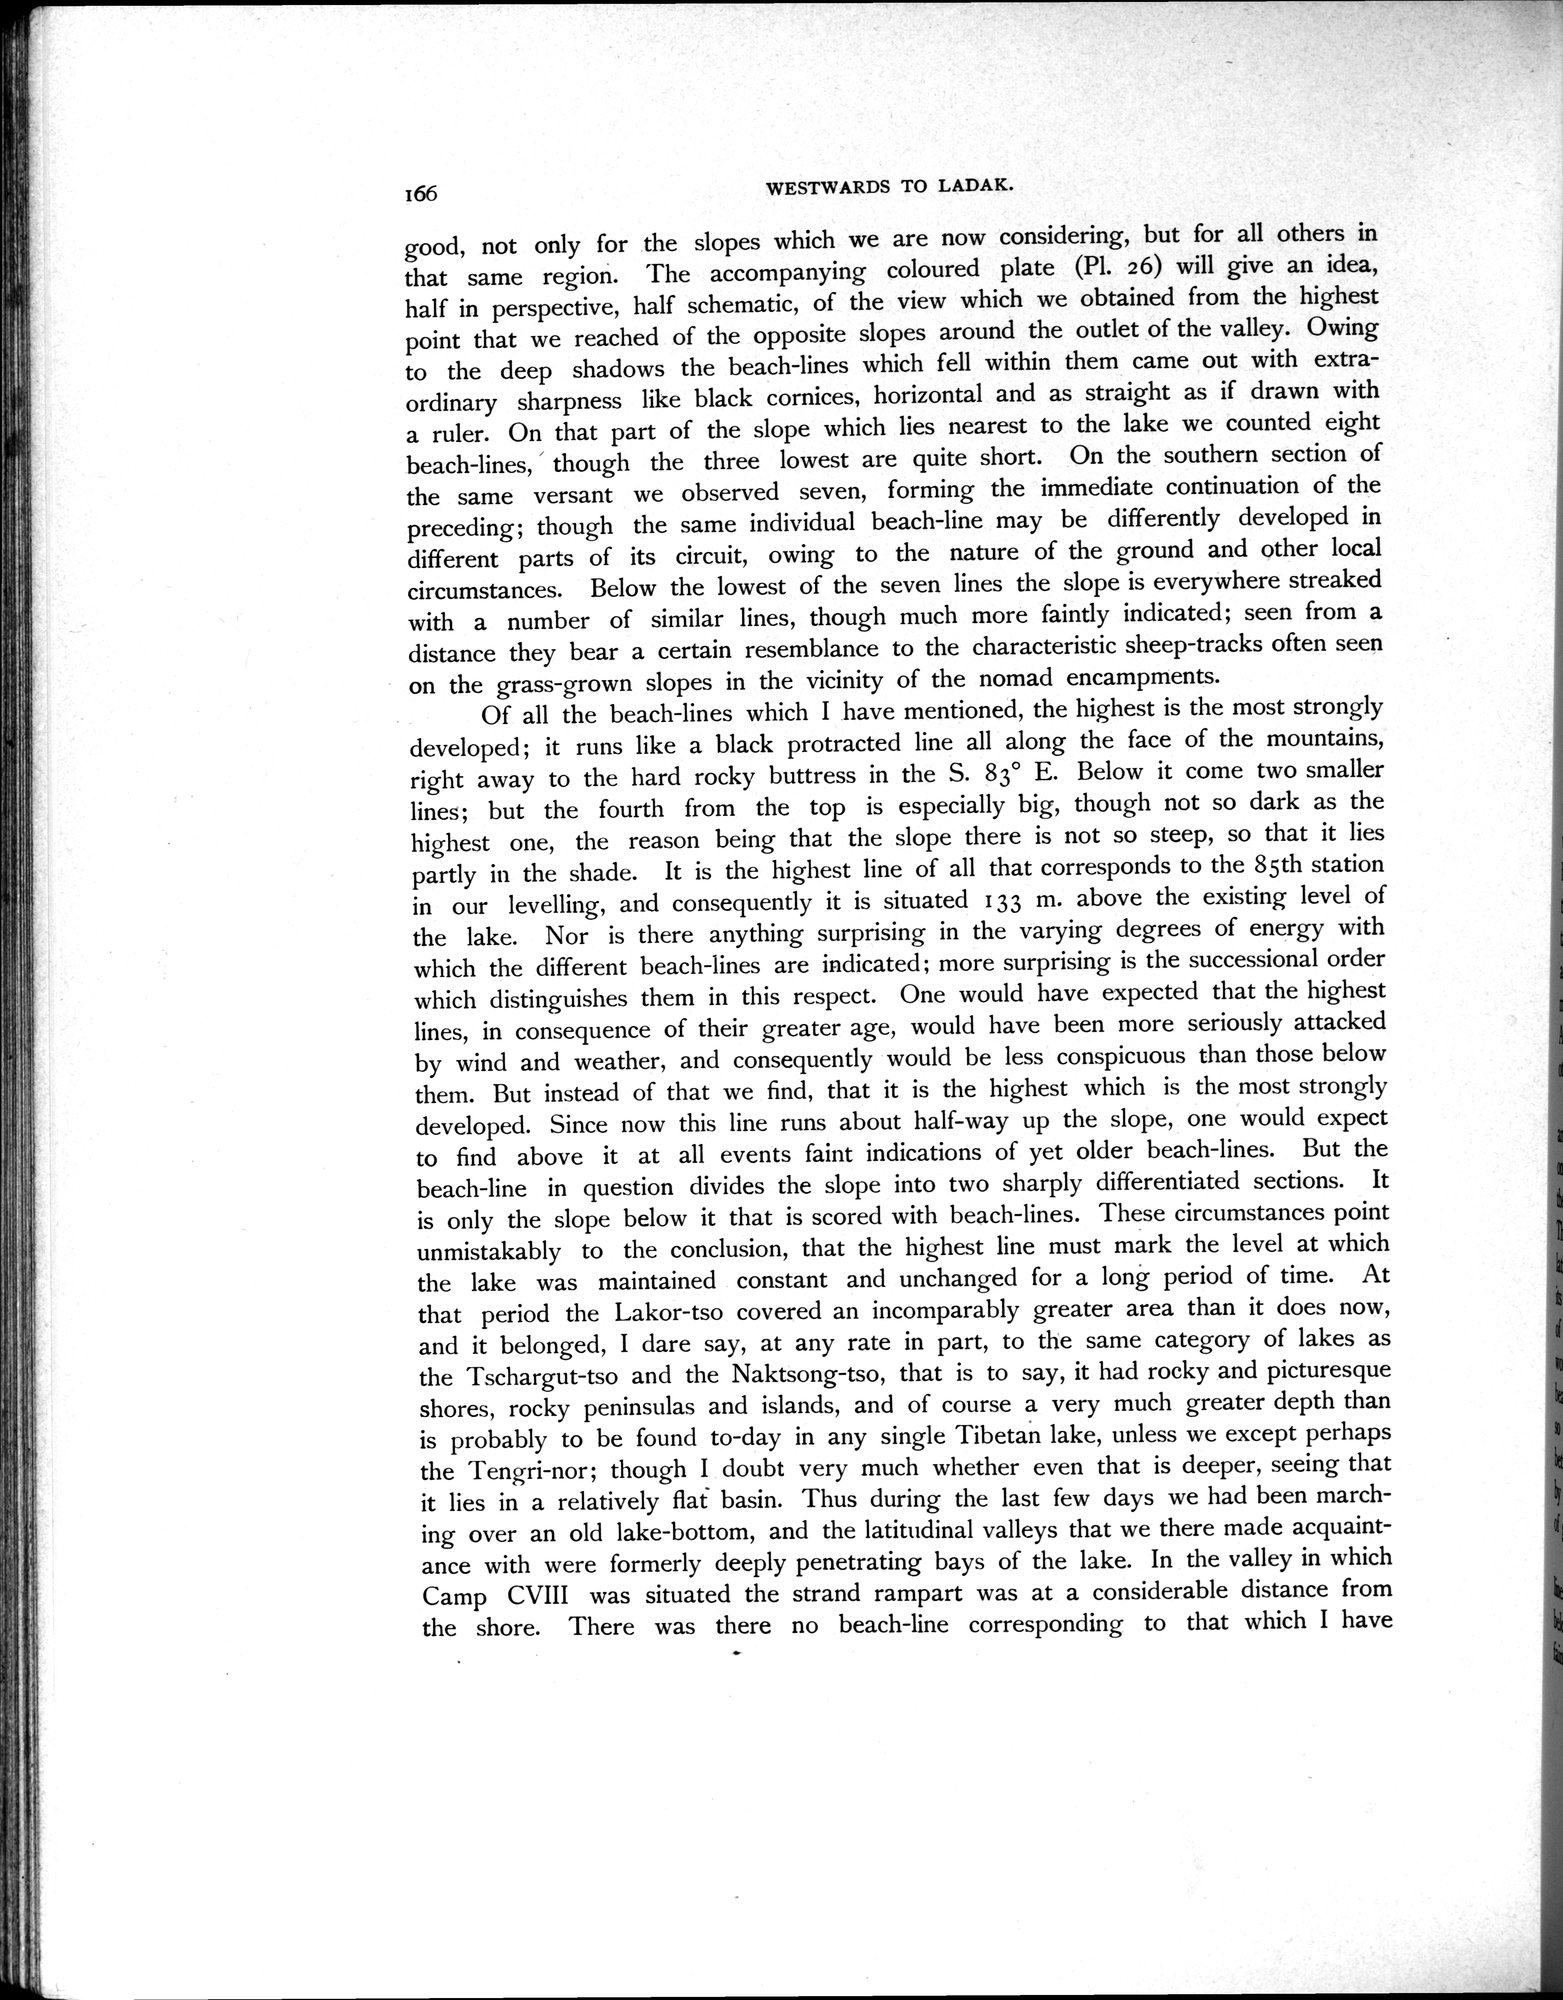 166
WESTWARDS TO LADAK.
good, not only for the slopes which we are now considering, but for all others in
that same region. The accompanying coloured plate (Pl. 26) will give an idea,
half in perspective, half schematic, of the view which we obtained from the highest
point that we reached of the opposite slopes around the outlet of the valley. Owing
to the deep shadows the beach-lines which fell within them came out with extra-
ordinary sharpness like black cornices, horizontal and as straight as if drawn with
a ruler. On that part of the slope which lies nearest to the lake we counted eight
beach-lines, though the three lowest are quite short. On the southern section of
the same versant we observed seven, forming the immediate continuation of the
preceding; though the same individual beach-line may be differently developed in
different parts of its circuit, owing to the nature of the ground and other local
circumstances. Below the lowest of the seven lines the slope is everywhere streaked
with a number of similar lines, though much more faintly indicated; seen from a
distance they bear a certain resemblance to the characteristic sheep-tracks often seen
on the grass-grown slopes in the vicinity of the nomad encampments.
Of all the beach-lines which I have mentioned, the highest is the most strongly
developed; it runs like a black protracted line all along the face of the mountains,
right away to the hard rocky buttress in the S. 83° E. Below it come two smaller
lines; but the fourth from the top is especially big, though not so dark as the
highest one, the reason being that the slope there is not so steep, so that it lies
partly in the shade. It is the highest line of all that corresponds to the 85th station
in our levelling, and consequently it is situated 133 m. above the existing level of
the lake. Nor is there anything surprising in the varying degrees of energy with
which the different beach-lines are indicated; more surprising is the successional order
which distinguishes them in this respect. One would have expected that the highest
lines, in consequence of their greater age, would have been more seriously attacked
by wind and weather, and consequently would be less conspicuous than those below
them. But instead of that we find, that it is the highest which is the most strongly
developed. Since now this line runs about half-way up the slope, one would expect
to find above it at all events faint indications of yet older beach-lines. But the
beach-line in question divides the slope into two sharply differentiated sections. It
is only the slope below it that is scored with beach-lines. These circumstances point
unmistakably to the conclusion, that the highest line must mark the level at which
the lake was maintained constant and unchanged for a long period of time. At
that period the Lakor-tso covered an incomparably greater area than it does now,
and it belonged, I dare say, at any rate in part, to the same category of lakes as
the Tschargut-tso and the Naktsong-tso, that is to say, it had rocky and picturesque
shores, rocky peninsulas and islands, and of course a very much greater depth than
is probably to be found to-day in any single Tibetan lake, unless we except perhaps
the Tengri-nor; though I doubt very much whether even that is deeper, seeing that
it lies in a relatively flat basin. Thus during the last few days we had been march-
ing over an old lake-bottom, and the latitudinal valleys that we there made acquaint-
ance with were formerly deeply penetrating bays of the lake. In the valley in which
Camp CVIII was situated the strand rampart was at a considerable distance from
the shore. There was there no beach-line corresponding to that which I have